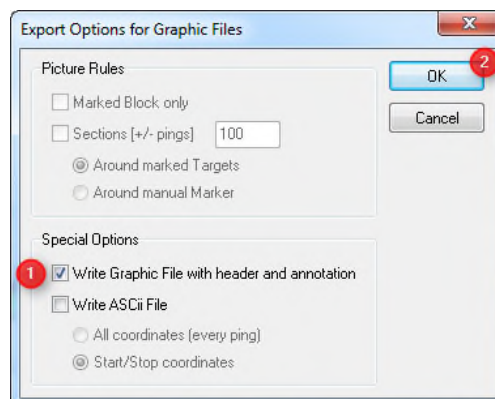 Export Options for Graphic Files
Picture Rules
Marked Block only
Sections [+/- pings] 100
Around marked Targets
Around manual Marker
OK 2
Cancel
Special Options
1 Write Graphic File with header and annotation
Write ASCii File
All coordinates (every ping)
Start/Stop coordinates